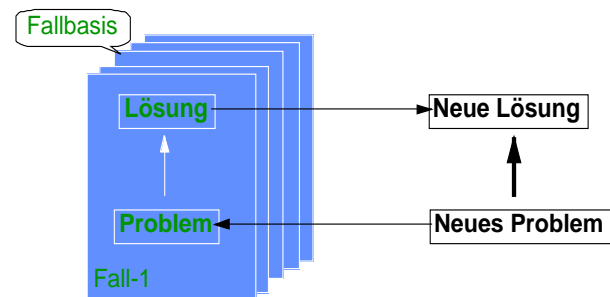 Fallbasis
Lösung
Neue Lösung
Problem
Neues Problem
Fall-1